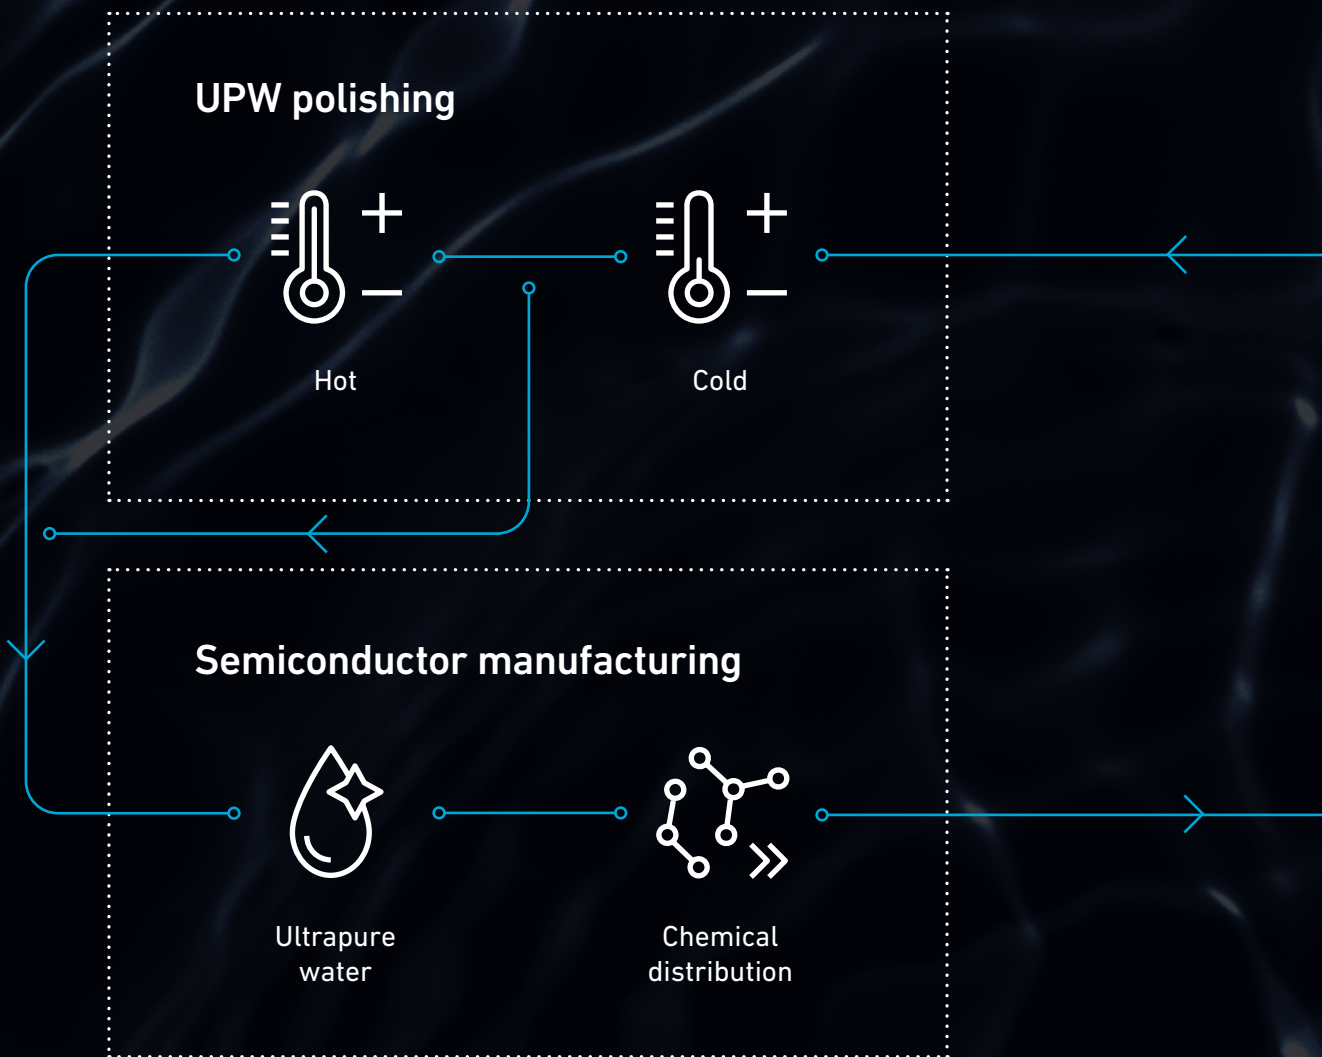 UPW polishing
Hot
Cold
Semiconductor manufacturing
Ultrapure
water
Chemical
distribution